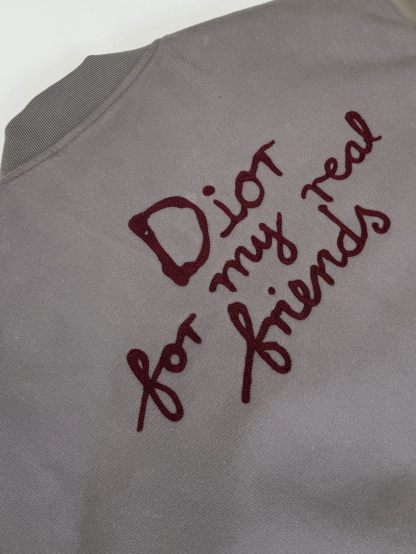 Dior
for my real
friends